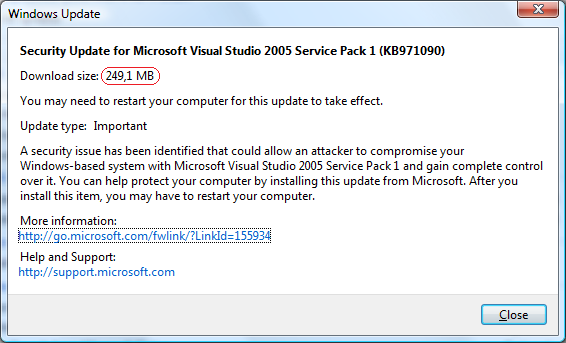 Windows Update
Security Update for Microsoft Visual Studio 2005 Service Pack 1 (KB971090)
Download size: 249,1 MB
You may need to restart your computer for this update to take effect.
Update type: Important
A security issue has been identified that could allow an attacker to compromise your
Windows-based system with Microsoft Visual Studio 2005 Service Pack 1 and gain complete control
over it. You can help protect your computer by installing this update from Microsoft. After you
install this item, you may have to restart your computer.
More information:
http://go.microsoft.com/fwlink/?LinkId=155934
Help and Support:
http://support.microsoft.com
Close